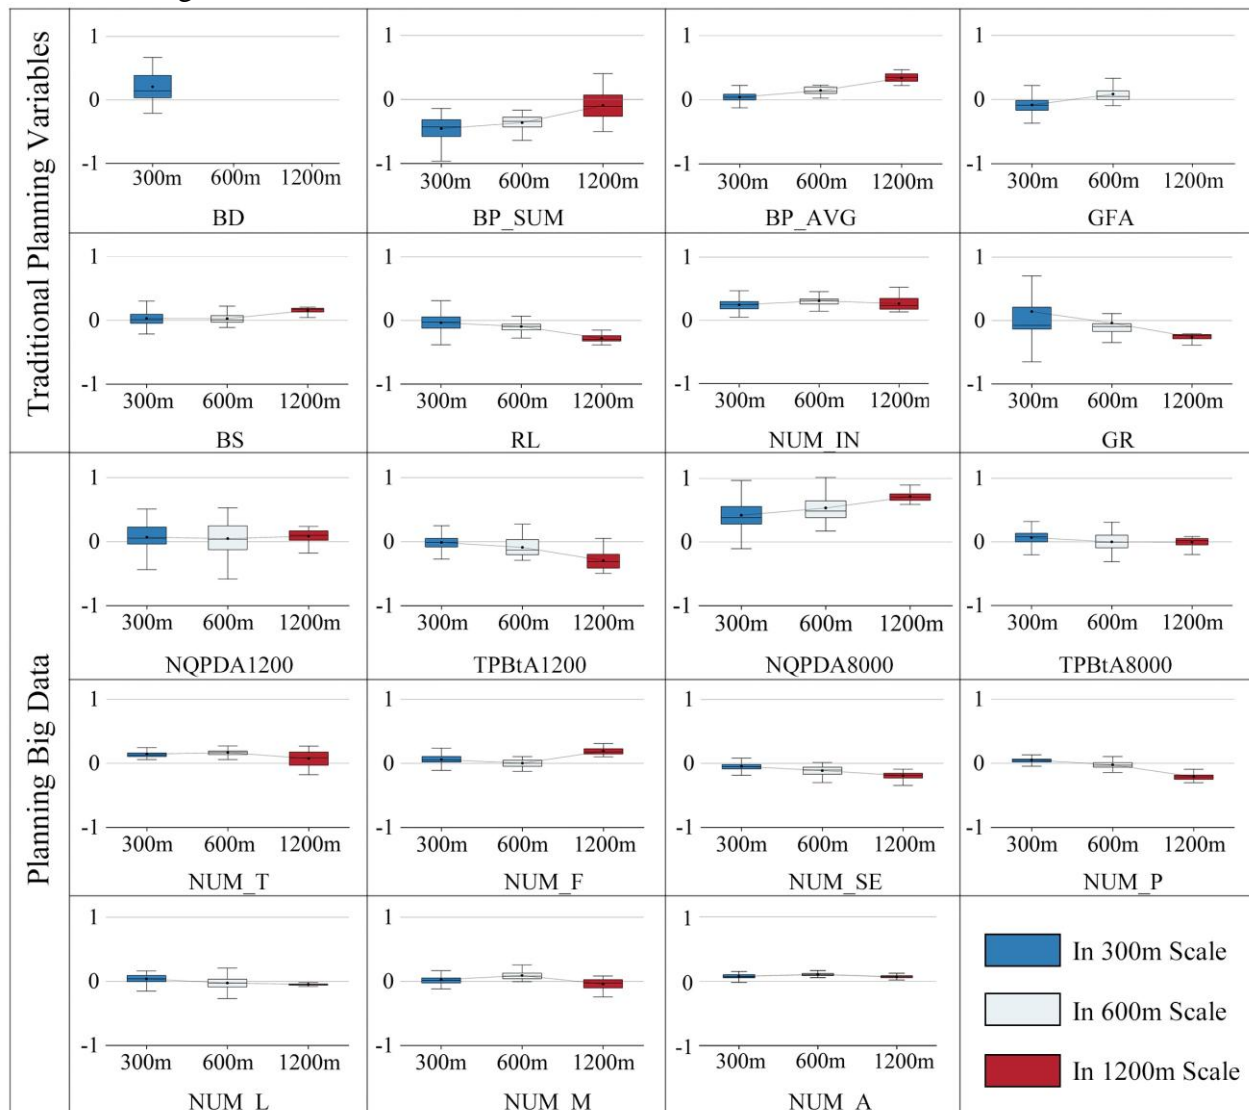 Traditional Planning Variables
1
0
-1
300m 600m 1200m
BD
1
0
-1
300m 600m 1200m
BP_SUM
1
0
-1
300m 600m 1200m
BP_AVG
1
0
-1
300m 600m 1200m
GFA
1
0
-1
300m 600m 1200m
BS
1
0
-1
300m 600m 1200m
RL
1
0
-1
300m 600m 1200m
NUM_IN
1
0
-1
300m 600m 1200m
GR
Planning Big Data
1
0
-1
300m 600m 1200m
NQPDA1200
1
0
-1
300m 600m 1200m
TPBtA1200
1
0
-1
300m 600m 1200m
NQPDA8000
1
0
-1
300m 600m 1200m
TPBtA8000
1
0
-1
300m 600m 1200m
NUM_T
1
0
-1
300m 600m 1200m
NUM_F
1
0
-1
300m 600m 1200m
NUM_SE
1
0
-1
300m 600m 1200m
NUM_P
1
0
-1
300m 600m 1200m
NUM_L
1
0
-1
300m 600m 1200m
NUM_M
1
0
-1
300m 600m 1200m
NUM_A
In 300m Scale
In 600m Scale
In 1200m Scale